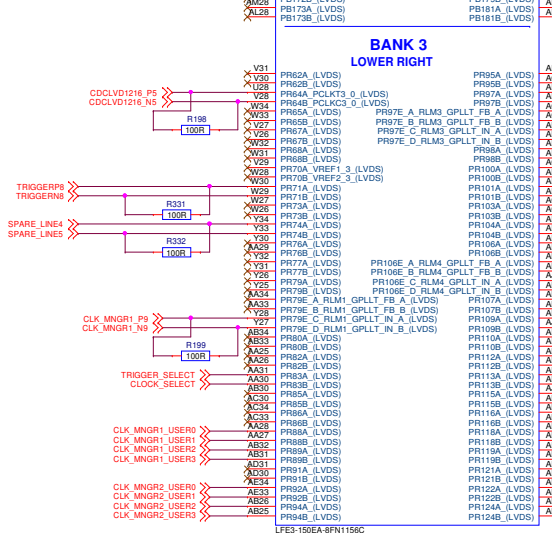 AM28 PB172B_(LVDS) PB179B_(LVDS)
PB173A_(LVDS) PB181A_(LVDS)
AL28 PB173B_(LVDS) PB181B_(LVDS)
BANK 3
LOWER RIGHT
V31 PR62A_(LVDS) PR95A_(LVDS)
V30 PR62B_(LVDS) PR95B_(LVDS)
CDCLVD1216_P5 U28 PR64A_PCLKT3_0_(LVDS) PR97A_(LVDS)
CDCLVD1216_N5 V28 PR64B_PCLKC3_0_(LVDS) PR97B_(LVDS)
W34 PR65A_(LVDS) PR97E_A_RLM3_GPLLT_FB_A_(LVDS)
R198 W33 PR65B_(LVDS) PR97E_B_RLM3_GPLLT_FB_B_(LVDS)
100R V27 PR67A_(LVDS) PR97E_C_RLM3_GPLLT_IN_A_(LVDS)
V26 PR67B_(LVDS) PR97E_D_RLM3_GPLLT_IN_B_(LVDS)
W32 PR68A_(LVDS) PR98A_(LVDS)
W31 PR68B_(LVDS) PR98B_(LVDS)
V29 PR70A_VREF1_3_(LVDS) PR100A_(LVDS)
W28 PR70B_VREF2_3_(LVDS) PR100B_(LVDS)
TRIGGERP8 W30 PR71A_(LVDS) PR101A_(LVDS)
TRIGGERN8 W29 PR71B_(LVDS) PR101B_(LVDS)
R331 W27 PR73A_(LVDS) PR103A_(LVDS)
100R W26 PR73B_(LVDS) PR103B_(LVDS)
SPARE_LINE4 Y34 PR74A_(LVDS) PR104A_(LVDS)
SPARE_LINE5 Y33 PR74B_(LVDS) PR104B_(LVDS)
R332 Y30 PR76A_(LVDS) PR106A_(LVDS)
100R AA29 PR76B_(LVDS) PR106B_(LVDS)
Y32 PR77A_(LVDS) PR106E_A_RLM4_GPLLT_FB_A_(LVDS)
Y31 PR77B_(LVDS) PR106E_B_RLM4_GPLLT_FB_B_(LVDS)
Y26 PR79A_(LVDS) PR106E_C_RLM4_GPLLT_IN_A_(LVDS)
Y25 PR79B_(LVDS) PR106E_D_RLM4_GPLLT_IN_B_(LVDS)
AA34 PR79E_A_RLM1_GPLLT_FB_A_(LVDS) PR107A_(LVDS)
AA33 PR79E_B_RLM1_GPLLT_FB_B_(LVDS) PR107B_(LVDS)
CLK_MNGR1_P9 Y28 PR79E_C_RLM1_GPLLT_IN_A_(LVDS) PR109A_(LVDS)
CLK_MNGR1_N9 Y27 PR79E_D_RLM1_GPLLT_IN_B_(LVDS) PR109B_(LVDS)
AB34 PR80A_(LVDS) PR110A_(LVDS)
R199 AB33 PR80B_(LVDS) PR110B_(LVDS)
100R AA25 PR82A_(LVDS) PR112A_(LVDS)
AA26 PR82B_(LVDS) PR112B_(LVDS)
TRIGGER_SELECT AA31 PR83A_(LVDS) PR113A_(LVDS)
CLOCK_SELECT AA30 PR83B_(LVDS) PR113B_(LVDS)
AB30 PR85A_(LVDS) PR115A_(LVDS)
AC30 PR85B_(LVDS) PR115B_(LVDS)
AC34 PR86A_(LVDS) PR116A_(LVDS)
AC33 PR86B_(LVDS) PR116B_(LVDS)
CLK_MNGR1_USER0 AA28 PR88A_(LVDS) PR118A_(LVDS)
CLK_MNGR1_USER1 AA27 PR88B_(LVDS) PR118B_(LVDS)
CLK_MNGR1_USER2 AB32 PR89A_(LVDS) PR119A_(LVDS)
CLK_MNGR1_USER3 AB31 PR89B_(LVDS) PR119B_(LVDS)
AD31 PR91A_(LVDS) PR121A_(LVDS)
AD30 PR91B_(LVDS) PR121B_(LVDS)
CLK_MNGR2_USER0 AE34 PR92A_(LVDS) PR122A_(LVDS)
CLK_MNGR2_USER1 AE33 PR92B_(LVDS) PR122B_(LVDS)
CLK_MNGR2_USER2 AB26 PR94A_(LVDS) PR124A_(LVDS)
CLK_MNGR2_USER3 AB25 PR94B_(LVDS) PR124B_(LVDS)
LFE3-150EA-8FN1156C